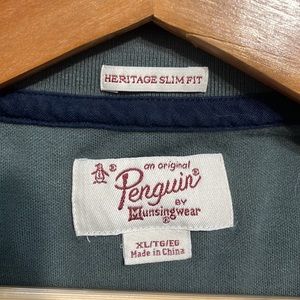 HERITAGE SLIM FIT
an original
Penguin®
BY
Munsingwear®
XL/TG/EG
Made in China